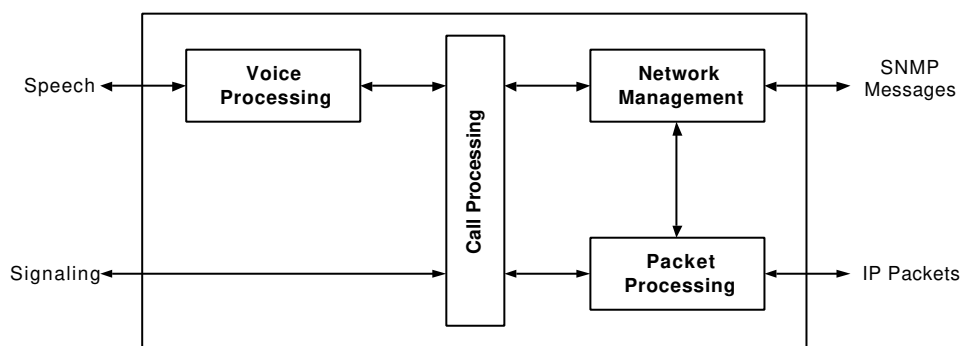 Speech
Voice
Processing
Call Processing
Network
Management
SNMP
Messages
Signaling
Packet
Processing
IP Packets